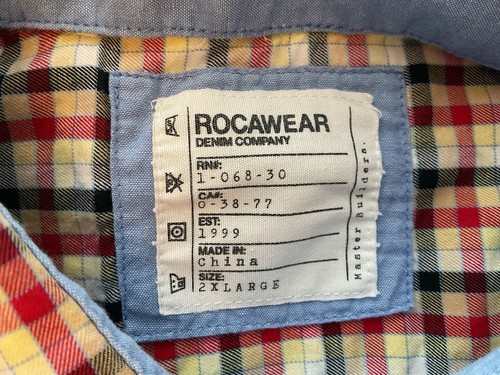 ROCAWEAR
DENIM COMPANY
RN#:
1-068-30
CA#:
0-38-77
EST:
1999
MADE IN:
China
SIZE:
2XLARGE
Master Builders.